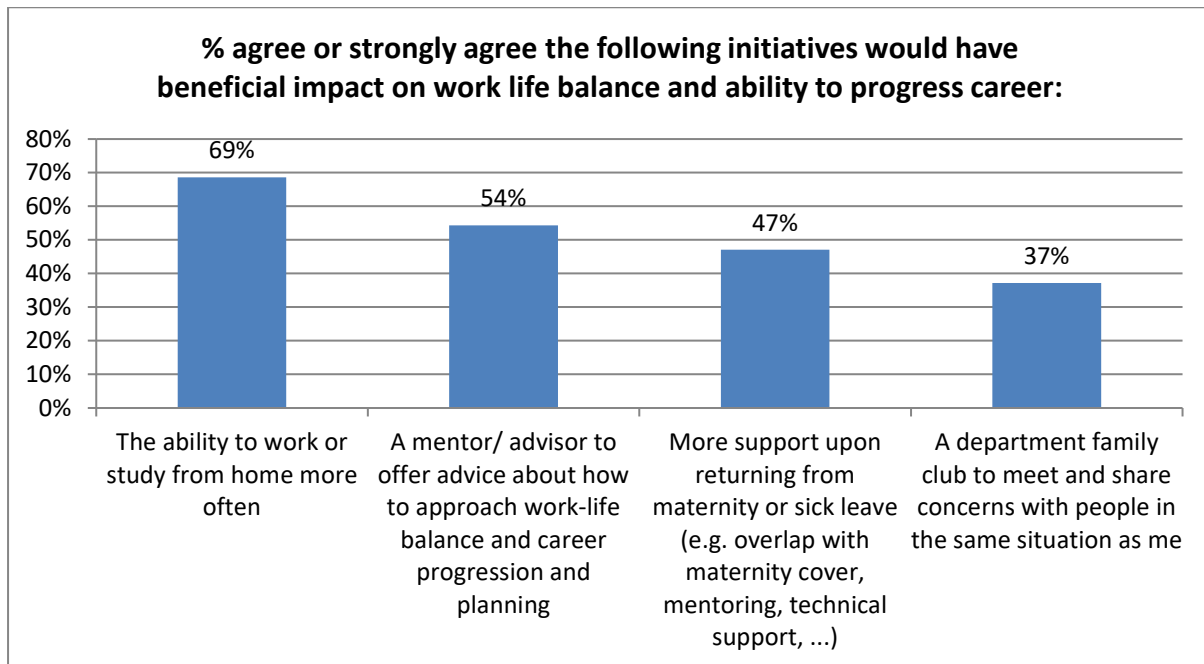 % agree or strongly agree the following initiatives would have
beneficial impact on work life balance and ability to progress career:
80%
70%
60%
50%
40%
30%
20%
10%
0%
69%
54%
47%
37%
The ability to work or
study from home more
often
A mentor/ advisor to
offer advice about how
to approach work-life
balance and career
progression and
planning
More support upon
returning from
maternity or sick leave
(e.g. overlap with
maternity cover,
mentoring, technical
support, ...)
A department family
club to meet and share
concerns with people in
the same situation as me